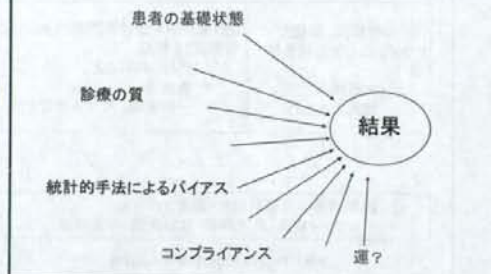 患者の基礎状態
診療の質
結果
統計的手法によるバイアス
コンプライアンス
運？